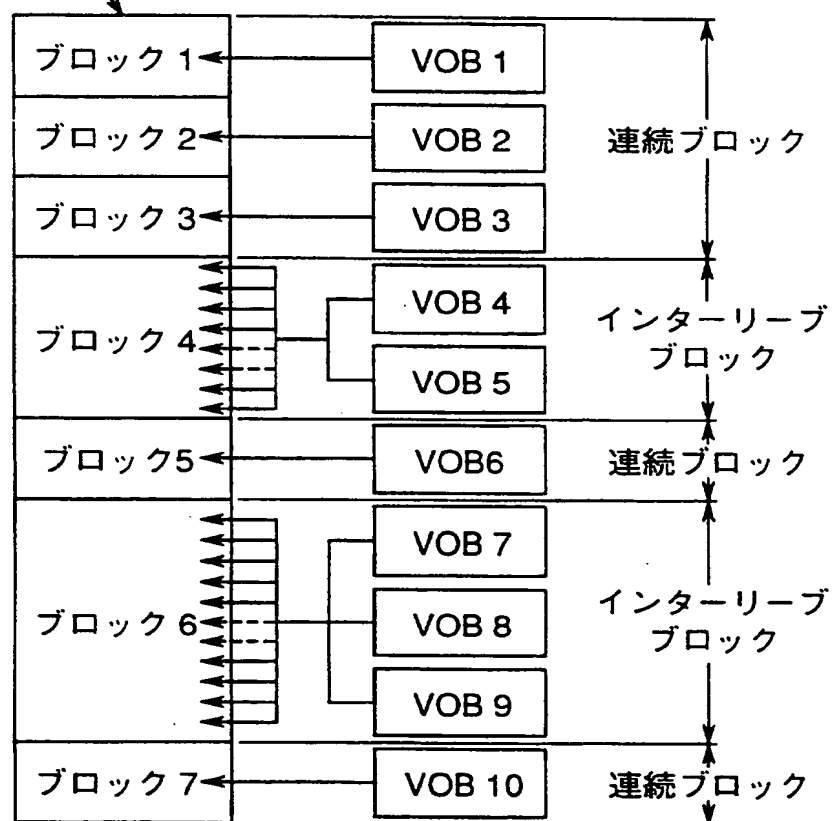 ブロック 1
VOB 1
ブロック 2
VOB 2
連続ブロック
ブロック 3
VOB 3
ブロック 4
VOB 4
VOB 5
インターリーブ
ブロック
ブロック5
VOB6
連続ブロック
ブロック 6
VOB 7
VOB 8
VOB 9
インターリーブ
ブロック
ブロック 7
VOB 10
連続ブロック